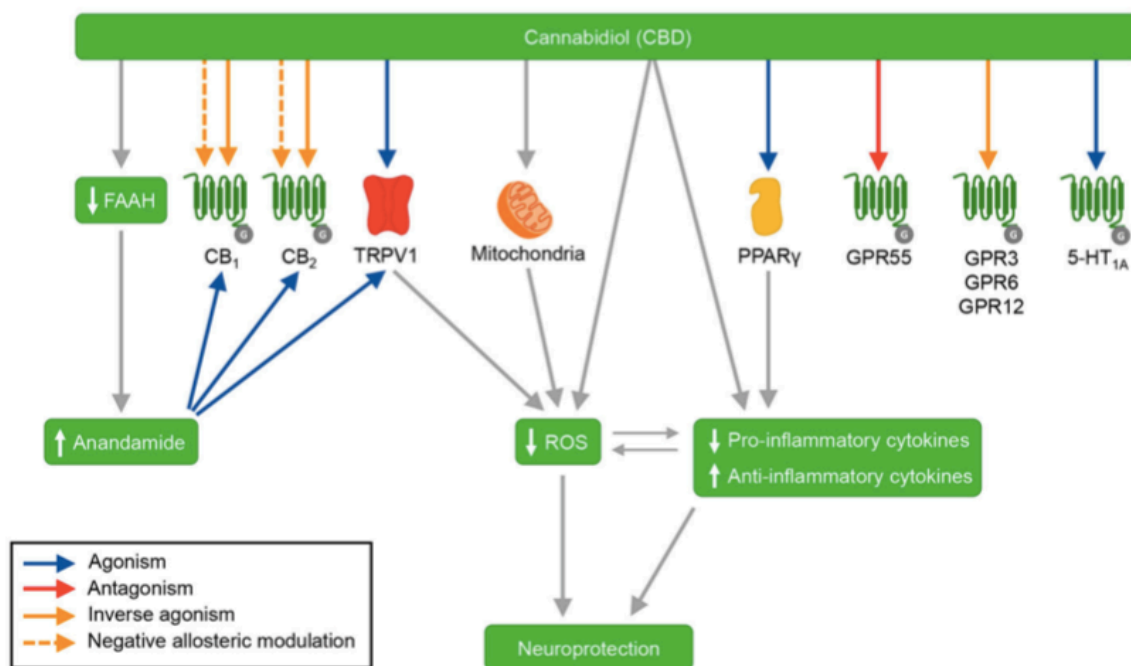 Cannabidiol (CBD)
↓ FAAH
G
CB₁
G
CB₂
TRPV1
Mitochondria
PPARγ
G
GPR55
G
GPR3
GPR6
GPR12
G
5-HT₁A
↑ Anandamide
↓ ROS
↓ Pro-inflammatory cytokines
↑ Anti-inflammatory cytokines
Agonism
Antagonism
Inverse agonism
Negative allosteric modulation
Neuroprotection